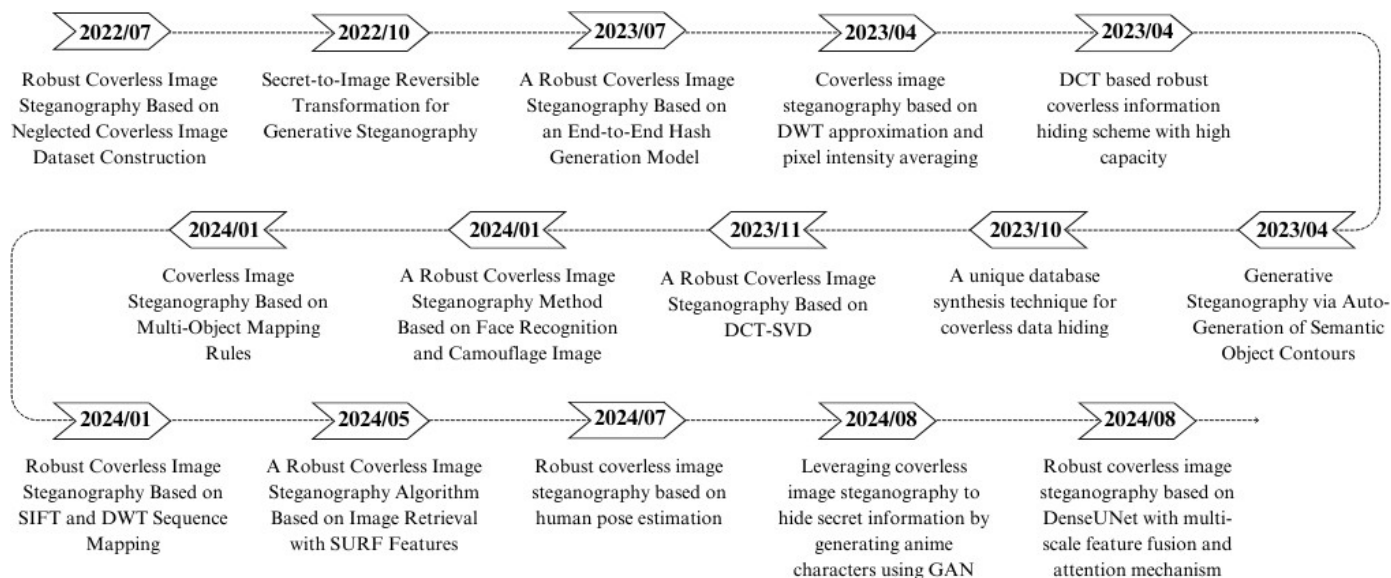 2022/07
Robust Coverless Image
Steganography Based on
Neglected Coverless Image
Dataset Construction
2022/10
Secret-to-Image Reversible
Transformation for
Generative Steganography
2023/07
A Robust Coverless Image
Steganography Based on
an End-to-End Hash
Generation Model
2023/04
Coverless image
steganography based on
DWT approximation and
pixel intensity averaging
2023/04
DCT based robust
coverless information
hiding scheme with high
capacity
2023/04
Generative
Steganography via Auto-
Generation of Semantic
Object Contours
2023/10
A unique database
synthesis technique for
coverless data hiding
2023/11
A Robust Coverless Image
Steganography Based on
DCT-SVD
2024/01
A Robust Coverless Image
Steganography Method
Based on Face Recognition
and Camouflage Image
2024/01
Coverless Image
Steganography Based on
Multi-Object Mapping
Rules
2024/01
Robust Coverless Image
Steganography Based on
SIFT and DWT Sequence
Mapping
2024/05
A Robust Coverless Image
Steganography Algorithm
Based on Image Retrieval
with SURF Features
2024/07
Robust coverless image
steganography based on
human pose estimation
2024/08
Leveraging coverless
image steganography to
hide secret information by
generating anime
characters using GAN
2024/08
Robust coverless image
steganography based on
DenseUNet with multi-
scale feature fusion and
attention mechanism